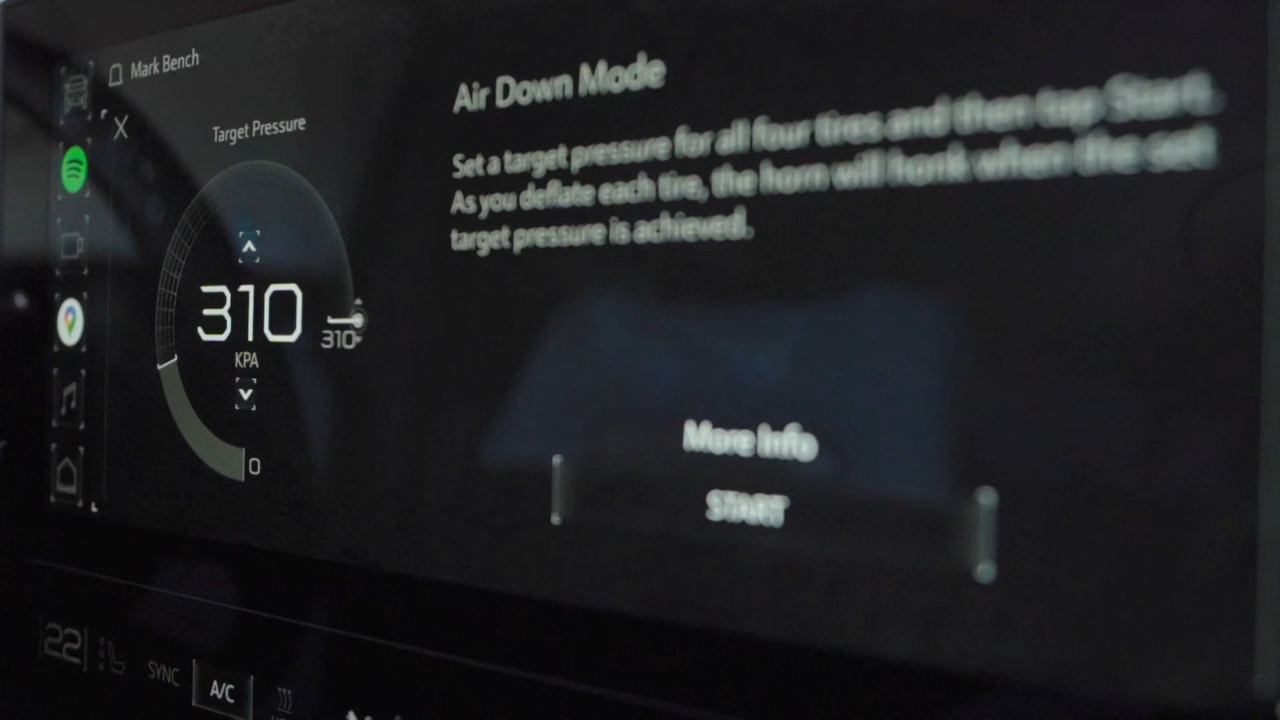 Mark Bench
X
Target Pressure
310
KPA
310
0
Air Down Mode
Set a target pressure for all four tires and then tap Start.
As you deflate each tire, the horn will honk when the set
target pressure is achieved.
More Info
START
22
SYNC
A/C